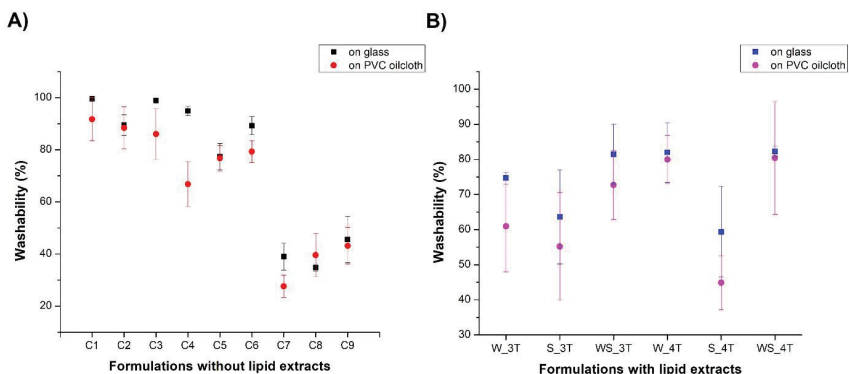 A)
on glass
on PVC oilcloth
Washability (%)
100
80
60
40
20
C1 C2 C3 C4 C5 C6 C7 C8 C9
Formulations without lipid extracts
B)
on glass
on PVC oilcloth
Washability (%)
100
90
80
70
60
50
40
30
W_3T S_3T WS_3T W_4T S_4T WS_4T
Formulations with lipid extracts